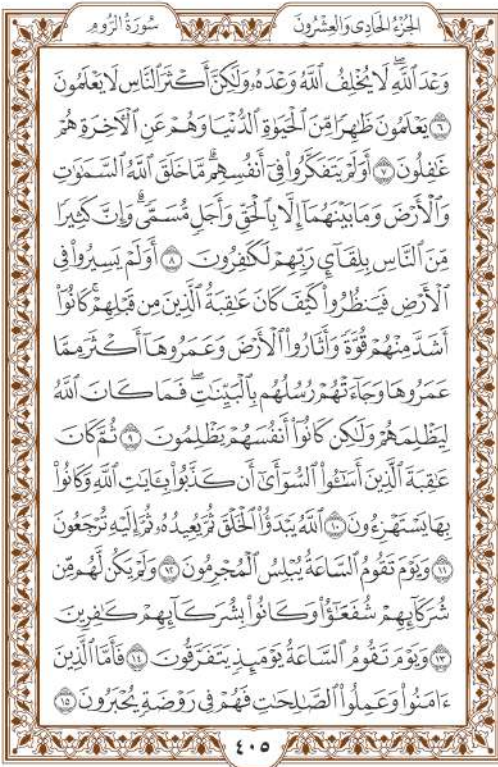 الجُزْءُ الحَادِى وَالعِشْرُونَ
سُورَةُ الرُّومِ
وَعْدَ ٱللَّهِۖ لَا يُخْلِفُ ٱللَّهُ وَعْدَهُۥ وَلَٰكِنَّ أَكْثَرَ ٱلنَّاسِ لَا يَعْلَمُونَ
٦ يَعْلَمُونَ ظَٰهِرًا مِّنَ ٱلْحَيَوٰةِ ٱلدُّنْيَا وَهُمْ عَنِ ٱلْأَخِرَةِ هُمْ
غَٰفِلُونَ ٧ أَوَلَمْ يَتَفَكَّرُوا۟ فِىٓ أَنفُسِهِمۗ مَّا خَلَقَ ٱللَّهُ ٱلسَّمَٰوَٰتِ
وَٱلْأَرْضَ وَمَا بَيْنَهُمَآ إِلَّا بِٱلْحَقِّ وَأَجَلٍ مُّسَمًّىۗ وَإِنَّ كَثِيرًا
مِّنَ ٱلنَّاسِ بِلِقَآئِ رَبِّهِمْ لَكَٰفِرُونَ ٨ أَوَلَمْ يَسِيرُوا۟ فِى
ٱلْأَرْضِ فَيَنظُرُوا۟ كَيْفَ كَانَ عَٰقِبَةُ ٱلَّذِينَ مِن قَبْلِهِمْۚ كَانُوٓا۟
أَشَدَّ مِنْهُمْ قُوَّةً وَأَثَارُوا۟ ٱلْأَرْضَ وَعَمَرُوهَآ أَكْثَرَ مِمَّا
عَمَرُوهَا وَجَآءَتْهُمْ رُسُلُهُم بِٱلْبَيِّنَٰتِۖ فَمَا كَانَ ٱللَّهُ
لِيَظْلِمَهُمْ وَلَٰكِن كَانُوٓا۟ أَنفُسَهُمْ يَظْلِمُونَ ٩ ثُمَّ كَانَ
عَٰقِبَةَ ٱلَّذِينَ أَسَٰٓـُٔوا۟ ٱلسُّوٓأَىٰٓ أَن كَذَّبُوا۟ بِـَٔايَٰتِ ٱللَّهِ وَكَانُوا۟
بِهَا يَسْتَهْزِءُونَ ١٠ ٱللَّهُ يَبْدَؤُا۟ ٱلْخَلْقَ ثُمَّ يُعِيدُهُۥ ثُمَّ إِلَيْهِ تُرْجَعُونَ
١١ وَيَوْمَ تَقُومُ ٱلسَّاعَةُ يُبْلِسُ ٱلْمُجْرِمُونَ ١٢ وَلَمْ يَكُن لَّهُم مِّن
شُرَكَآئِهِمْ شُفَعَٰٓؤُا۟ وَكَانُوا۟ بِشُرَكَآئِهِمْ كَٰفِرِينَ
١٣ وَيَوْمَ تَقُومُ ٱلسَّاعَةُ يَوْمَئِذٍ يَتَفَرَّقُونَ ١٤ فَأَمَّا ٱلَّذِينَ
ءَامَنُوا۟ وَعَمِلُوا۟ ٱلصَّٰلِحَٰتِ فَهُمْ فِى رَوْضَةٍ يُحْبَرُونَ ١٥
٤٠٥